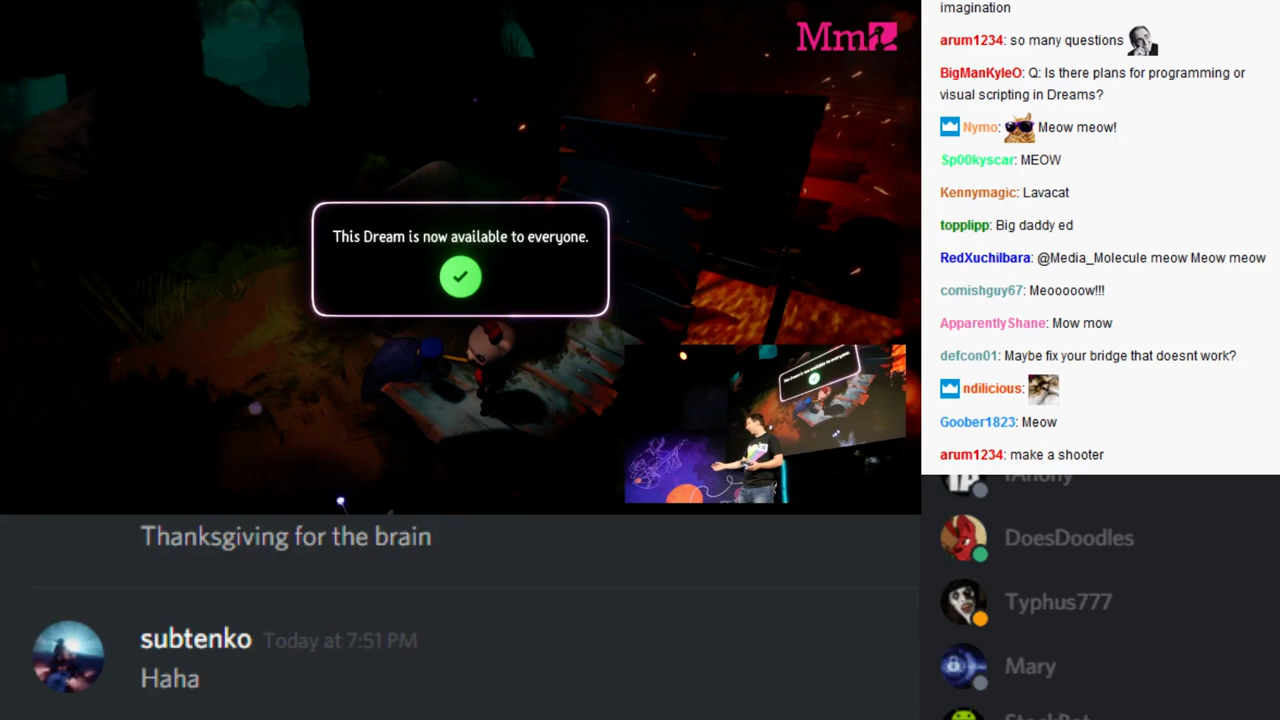 Mm
This Dream is now available to everyone.
imagination
arum1234: so many questions
BigManKyleO: Q: Is there plans for programming or
visual scripting in Dreams?
Nymo: Meow meow!
Sp00kyscar: MEOW
Kennymagic: Lavacat
topplipp: Big daddy ed
RedXuchilbara: @Media_Molecule meow Meow meow
comishguy67: Meooooow!!!
ApparentlyShane: Mow mow
defcon01: Maybe fix your bridge that doesnt work?
ndilicious:
Goober1823: Meow
arum1234: make a shooter
Thanksgiving for the brain
subtenko Today at 7:51 PM
Haha
DoesDoodles
Typhus777
Mary